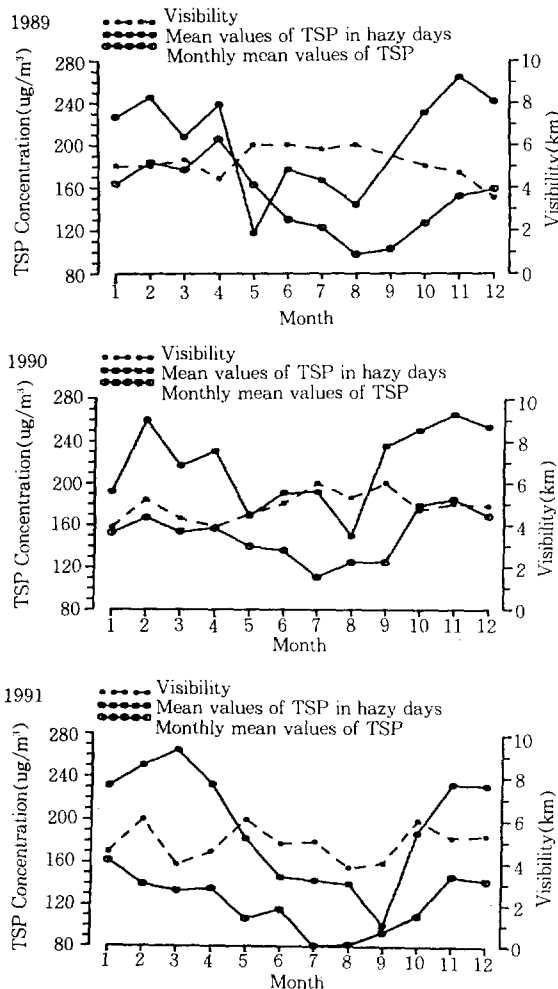 1989
Visibility
Mean values of TSP in hazy days
Monthly mean values of TSP
TSP Concentration(ug/m³)
280
240
200
160
120
80
10
8
6
4
2
0
Visibility(km)
1 2 3 4 5 6 7 8 9 10 11 12
Month
1990
Visibility
Mean values of TSP in hazy days
Monthly mean values of TSP
TSP Concentration(ug/m³)
280
240
200
160
120
80
10
8
6
4
2
0
Visibility(km)
1 2 3 4 5 6 7 8 9 10 11 12
Month
1991
Visibility
Mean values of TSP in hazy days
Monthly mean values of TSP
TSP Concentration(ug/m³)
280
240
200
160
120
80
10
8
6
4
2
0
Visibility(km)
1 2 3 4 5 6 7 8 9 10 11 12
Month